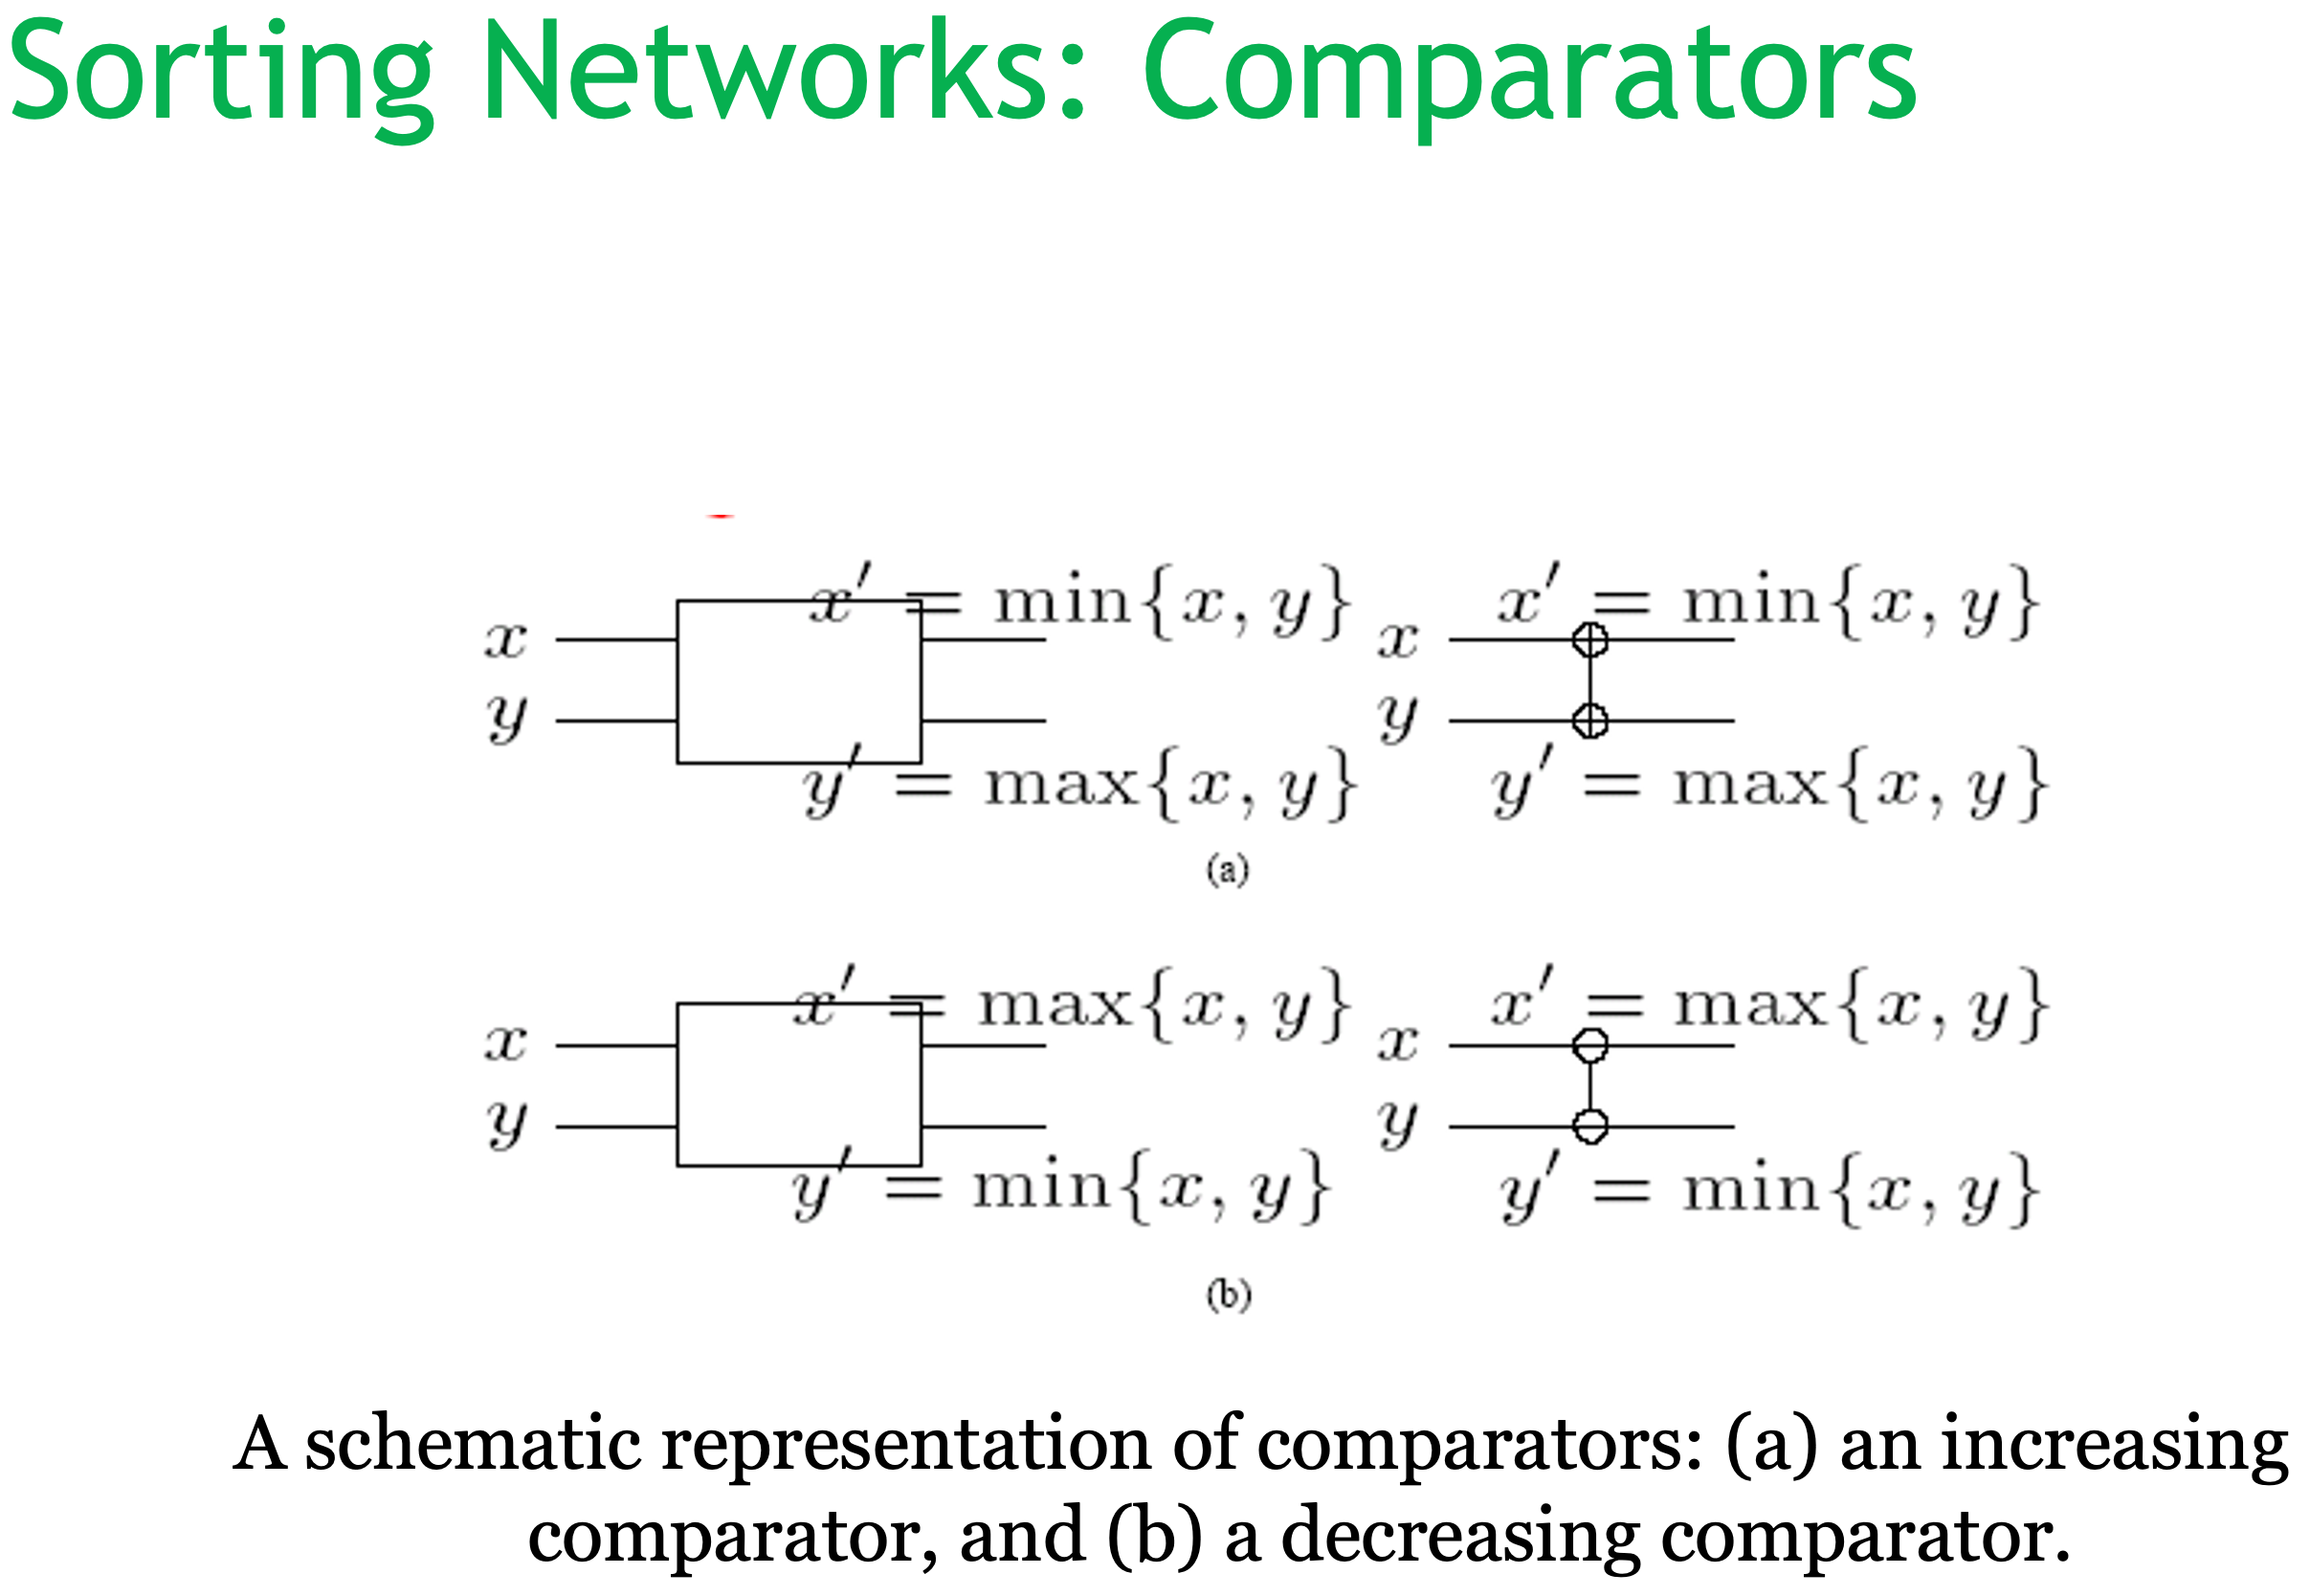 Sorting Networks: Comparators
x′ = min{x, y} x′ = min{x, y}
x x
y y
y′ = max{x, y} y′ = max{x, y}
(a)
x′ = max{x, y} x′ = max{x, y}
x x
y y
y′ = min{x, y} y′ = min{x, y}
(b)
A schematic representation of comparators: (a) an increasing
comparator, and (b) a decreasing comparator.